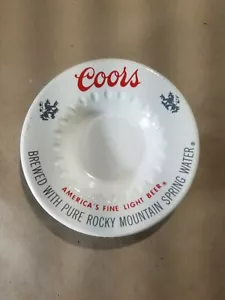 Coors
AMERICA'S FINE LIGHT BEER®
BREWED WITH PURE ROCKY MOUNTAIN SPRING WATER®